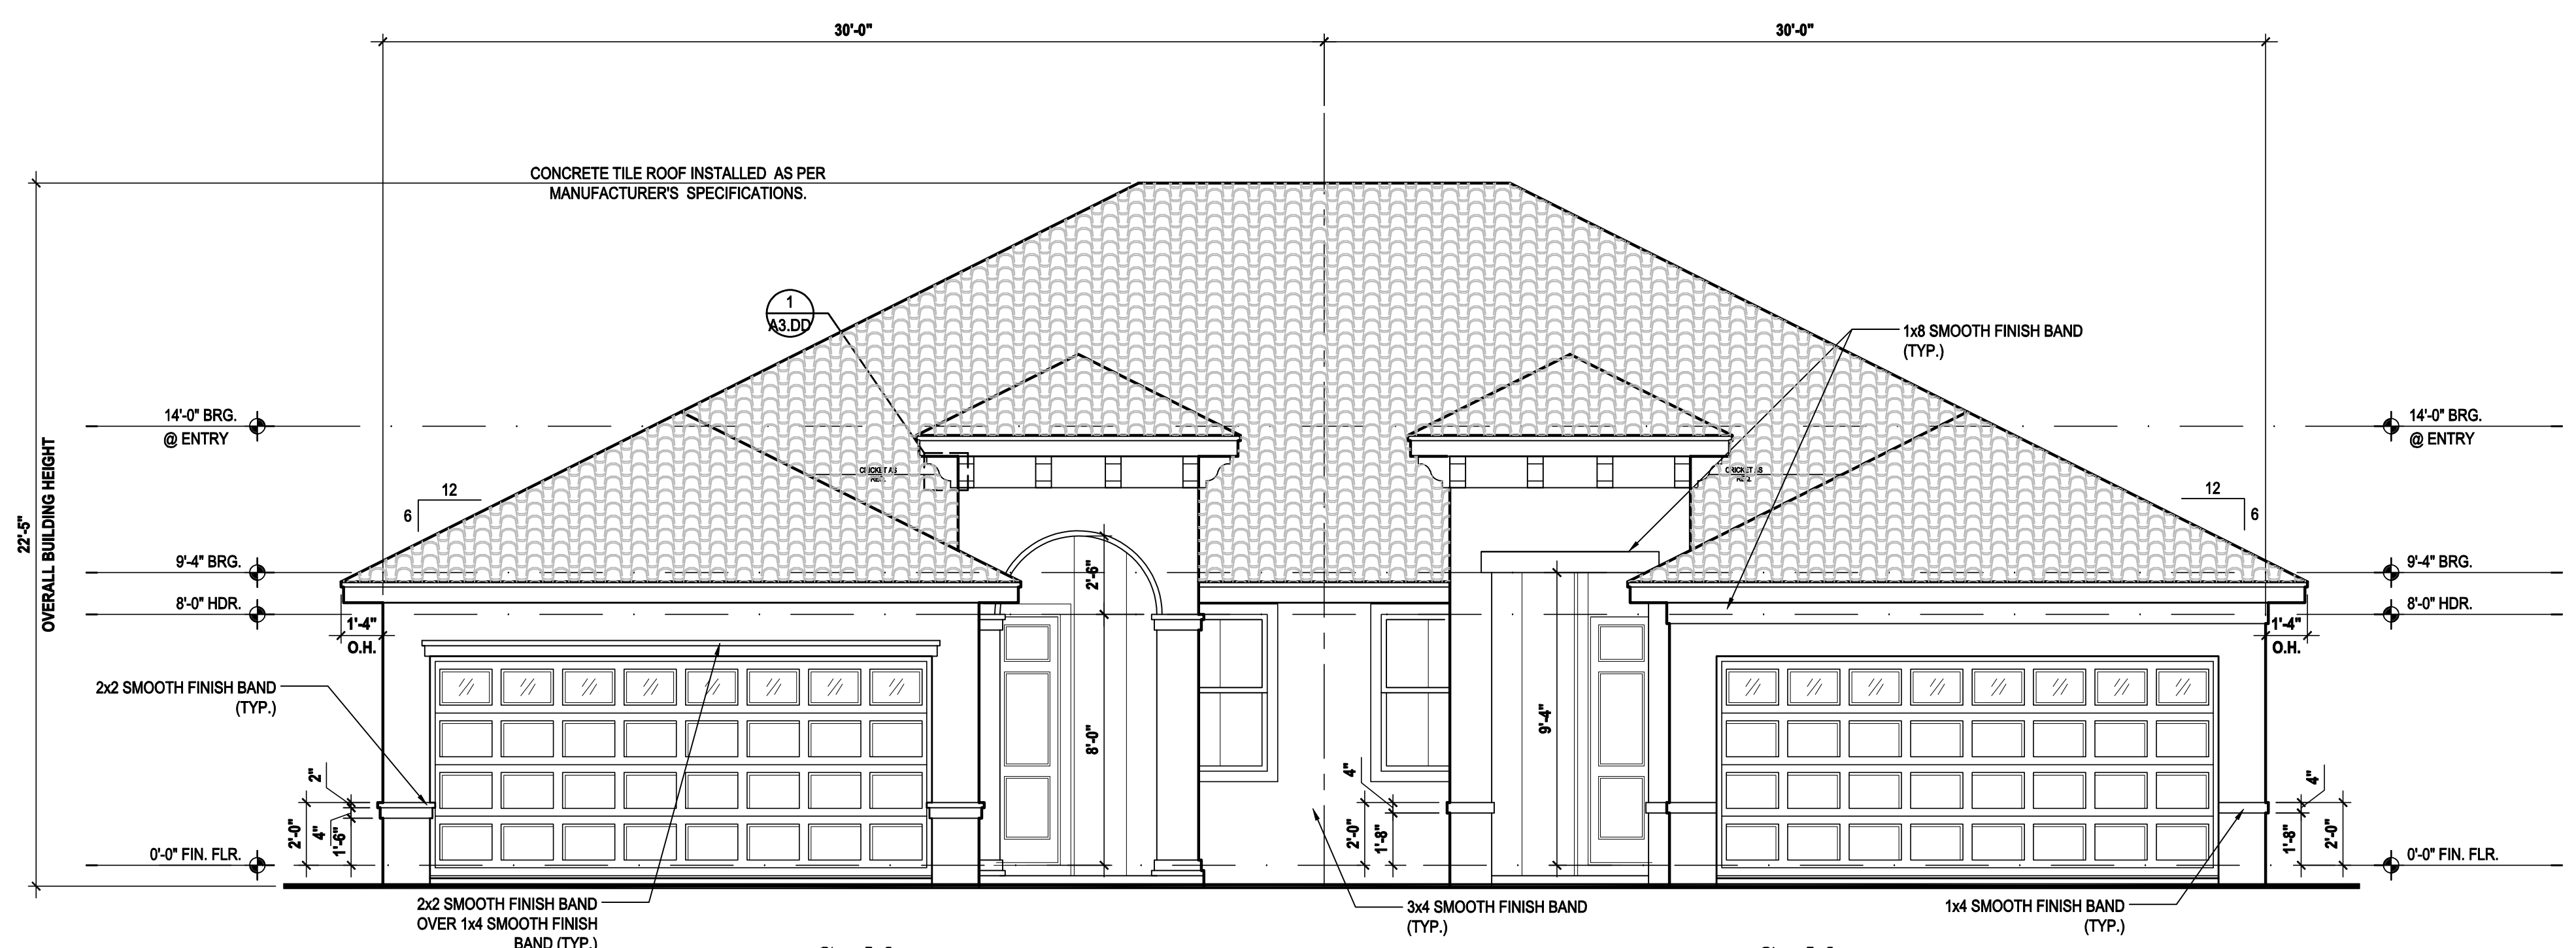 30'-0"
30'-0"
CONCRETE TILE ROOF INSTALLED AS PER
MANUFACTURER'S SPECIFICATIONS.
1
A3.DD
1x8 SMOOTH FINISH BAND
(TYP.)
14'-0" BRG.
@ ENTRY
14'-0" BRG.
@ ENTRY
22'-5"
OVERALL BUILDING HEIGHT
CRICKET AS
CRICKET AS
12
6
12
6
9'-4" BRG.
9'-4" BRG.
8'-0" HDR.
8'-0" HDR.
2'-6"
1'-4"
O.H.
1'-4"
O.H.
2x2 SMOOTH FINISH BAND
(TYP.)
8'-0"
9'-4"
2"
4"
4"
2'-0"
4"
1'-6"
2'-0"
1'-8"
1'-8"
2'-0"
0'-0" FIN. FLR.
0'-0" FIN. FLR.
2x2 SMOOTH FINISH BAND
OVER 1x4 SMOOTH FINISH
BAND (TYP.)
3x4 SMOOTH FINISH BAND
(TYP.)
1x4 SMOOTH FINISH BAND
(TYP.)